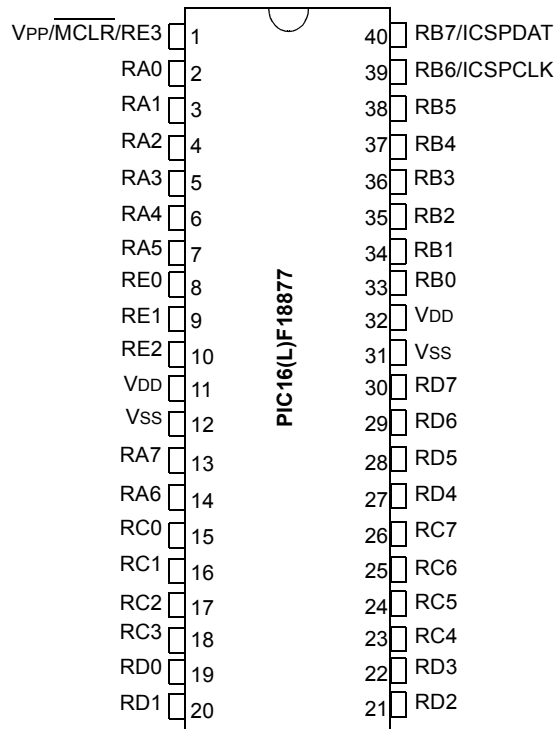 VPP/MCLR/RE3 1 40 RB7/ICSPDAT
RA0 2 39 RB6/ICSPCLK
RA1 3 38 RB5
RA2 4 37 RB4
RA3 5 36 RB3
RA4 6 35 RB2
RA5 7 34 RB1
RE0 8 33 RB0
RE1 9 32 VDD
RE2 10 31 VSS
VDD 11 30 RD7
VSS 12 29 RD6
RA7 13 28 RD5
RA6 14 27 RD4
RC0 15 26 RC7
RC1 16 25 RC6
RC2 17 24 RC5
RC3 18 23 RC4
RD0 19 22 RD3
RD1 20 21 RD2
PIC16(L)F18877